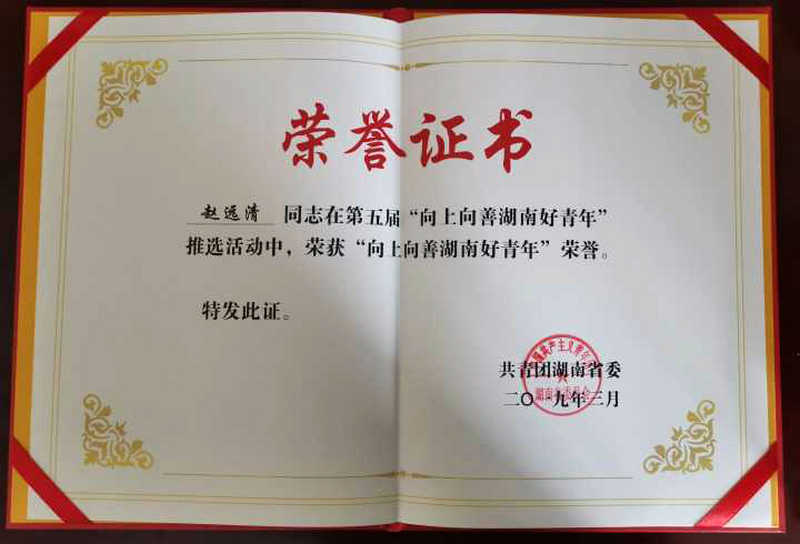 荣誉证书
赵远清 同志在第五届“向上向善湖南好青年”
推选活动中，荣获“向上向善湖南好青年”荣誉。
特发此证。
共青团湖南省委
二〇一九年三月